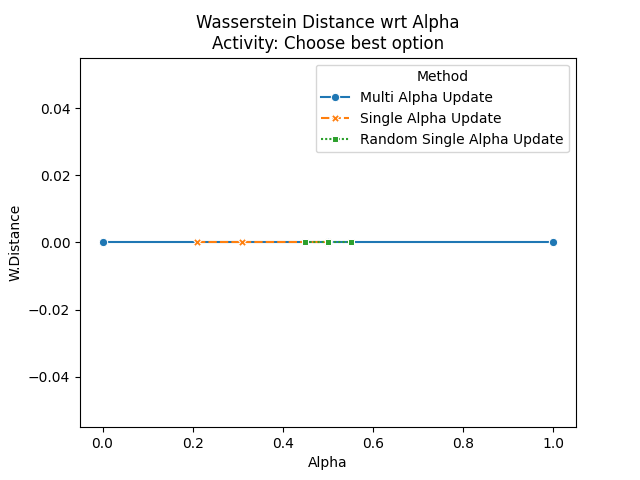 Wasserstein Distance wrt Alpha
Activity: Choose best option
Method
Multi Alpha Update
Single Alpha Update
Random Single Alpha Update
0.04
0.02
0.00
−0.02
−0.04
W.Distance
0.0 0.2 0.4 0.6 0.8 1.0
Alpha